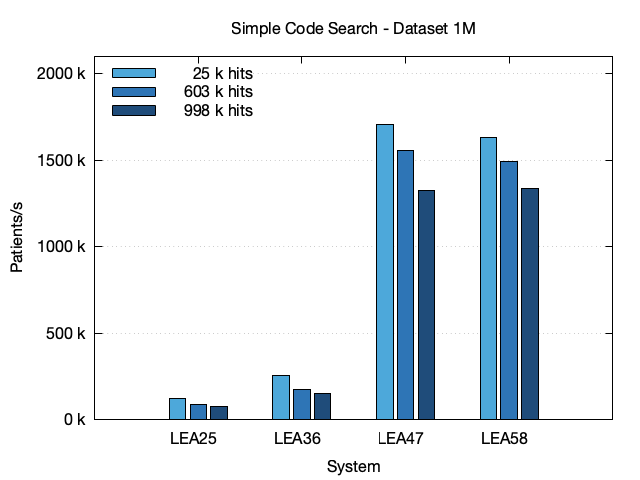 Simple Code Search - Dataset 1M
25 k hits
603 k hits
998 k hits
2000 k
1500 k
1000 k
500 k
0 k
Patients/s
LEA25 LEA36 LEA47 LEA58
System